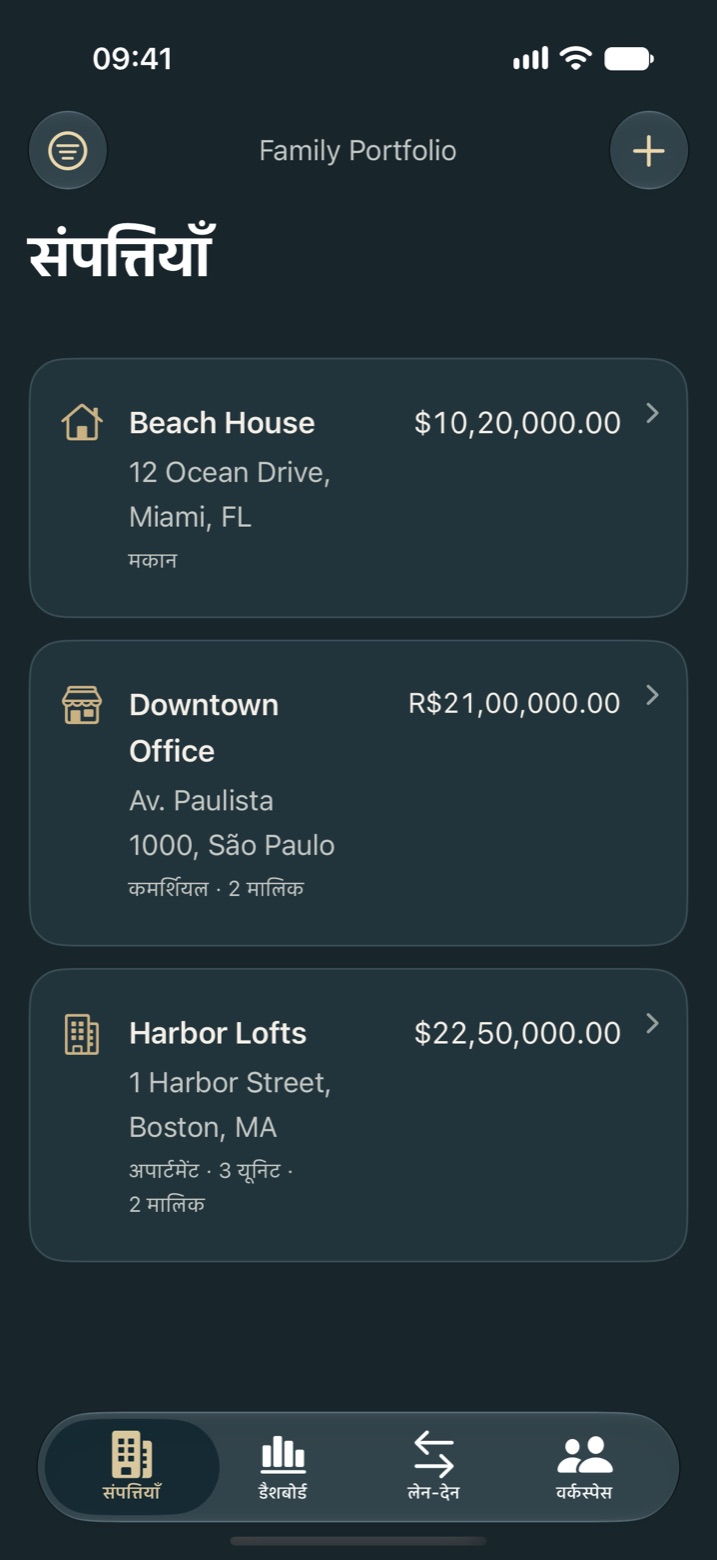 09:41
Family Portfolio
संपत्तियाँ
Beach House
$10,20,000.00
12 Ocean Drive,
Miami, FL
मकान
Downtown
Office
R$21,00,000.00
Av. Paulista
1000, São Paulo
कमर्शियल · 2 मालिक
Harbor Lofts
$22,50,000.00
1 Harbor Street,
Boston, MA
अपार्टमेंट · 3 यूनिट ·
2 मालिक
संपत्तियाँ
डैशबोर्ड
लेन-देन
वर्कस्पेस